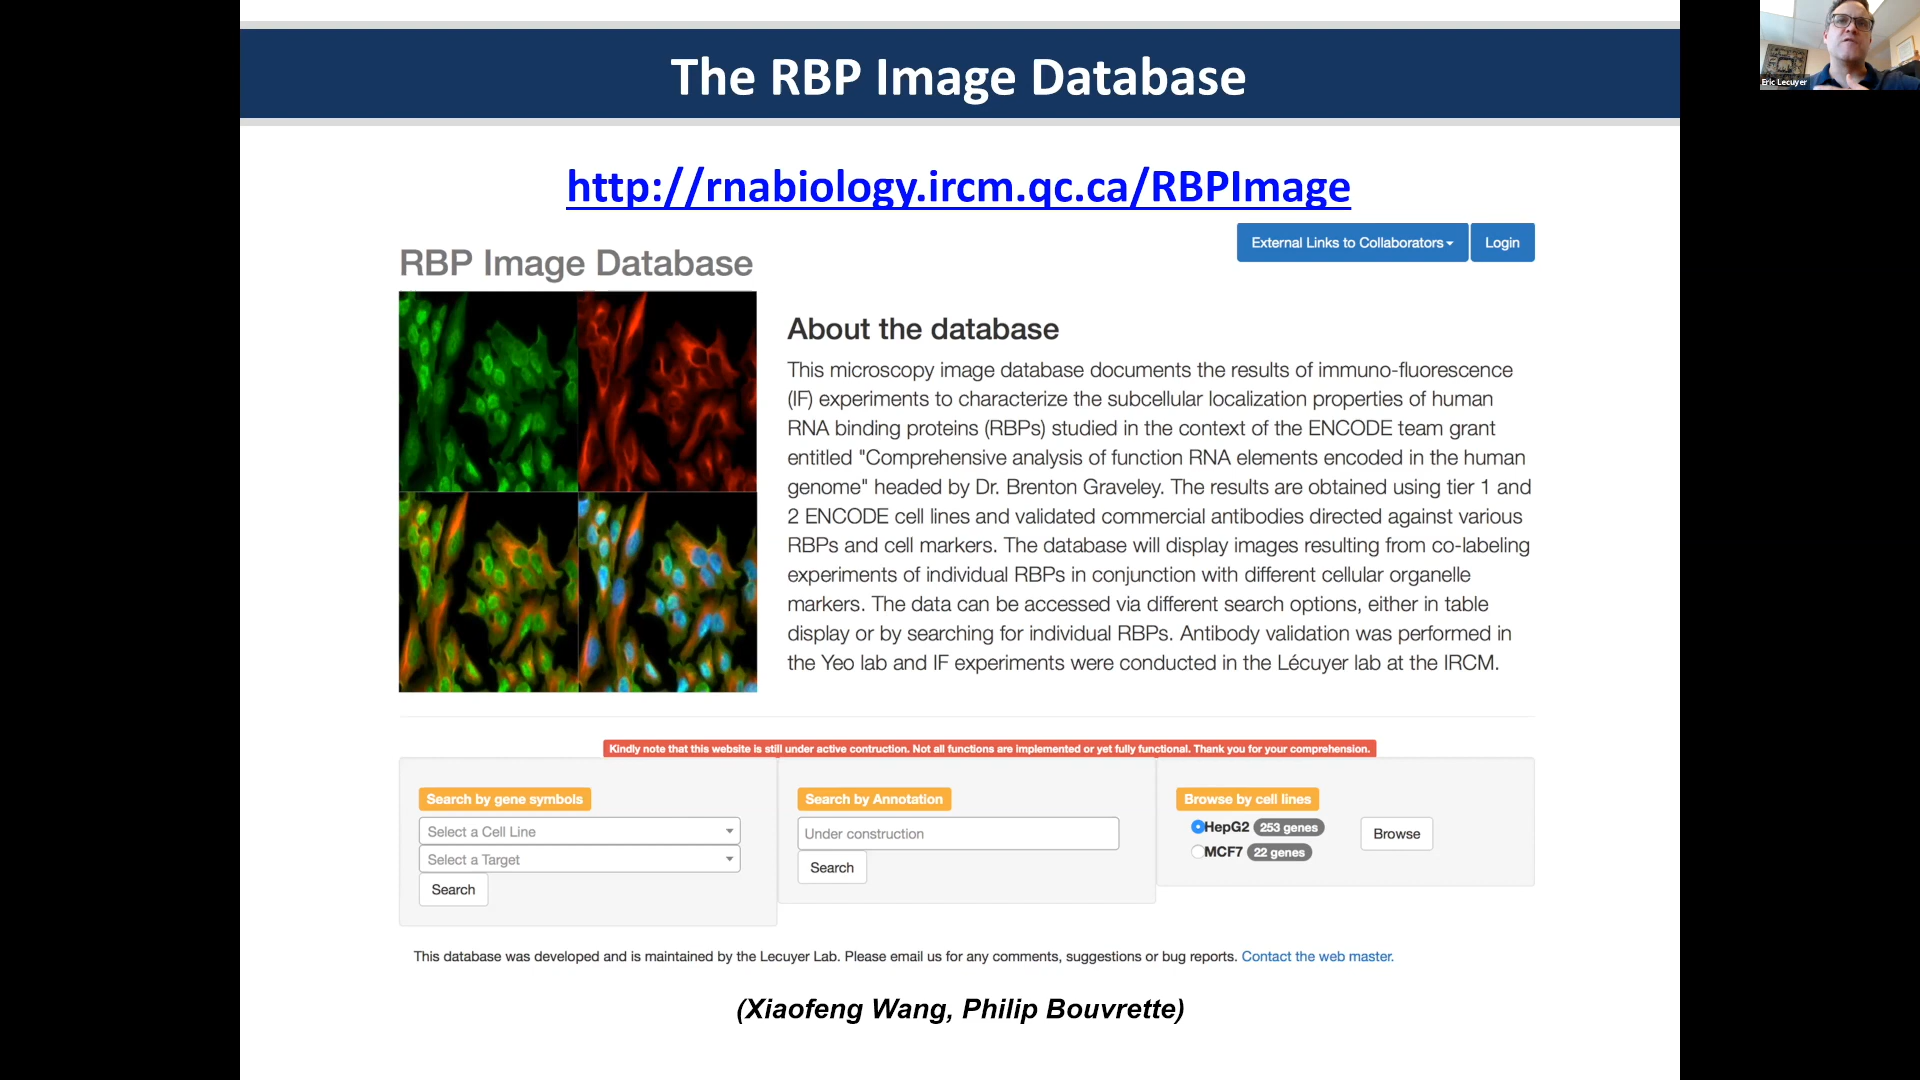 The RBP Image Database
Eric Lecuyer
http://rnabiology.ircm.qc.ca/RBPImage
External Links to Collaborators
Login
RBP Image Database
About the database
This microscopy image database documents the results of immuno-fluorescence
(IF) experiments to characterize the subcellular localization properties of human
RNA binding proteins (RBPs) studied in the context of the ENCODE team grant
entitled "Comprehensive analysis of function RNA elements encoded in the human
genome" headed by Dr. Brenton Graveley. The results are obtained using tier 1 and
2 ENCODE cell lines and validated commercial antibodies directed against various
RBPs and cell markers. The database will display images resulting from co-labeling
experiments of individual RBPs in conjunction with different cellular organelle
markers. The data can be accessed via different search options, either in table
display or by searching for individual RBPs. Antibody validation was performed in
the Yeo lab and IF experiments were conducted in the Lécuyer lab at the IRCM.
Kindly note that this website is still under active contruction. Not all functions are implemented or yet fully functional. Thank you for your comprehension.
Search by gene symbols
Select a Cell Line
Select a Target
Search
Search by Annotation
Under construction
Search
Browse by cell lines
HepG2 253 genes
MCF7 22 genes
Browse
This database was developed and is maintained by the Lecuyer Lab. Please email us for any comments, suggestions or bug reports. Contact the web master.
(Xiaofeng Wang, Philip Bouvrette)